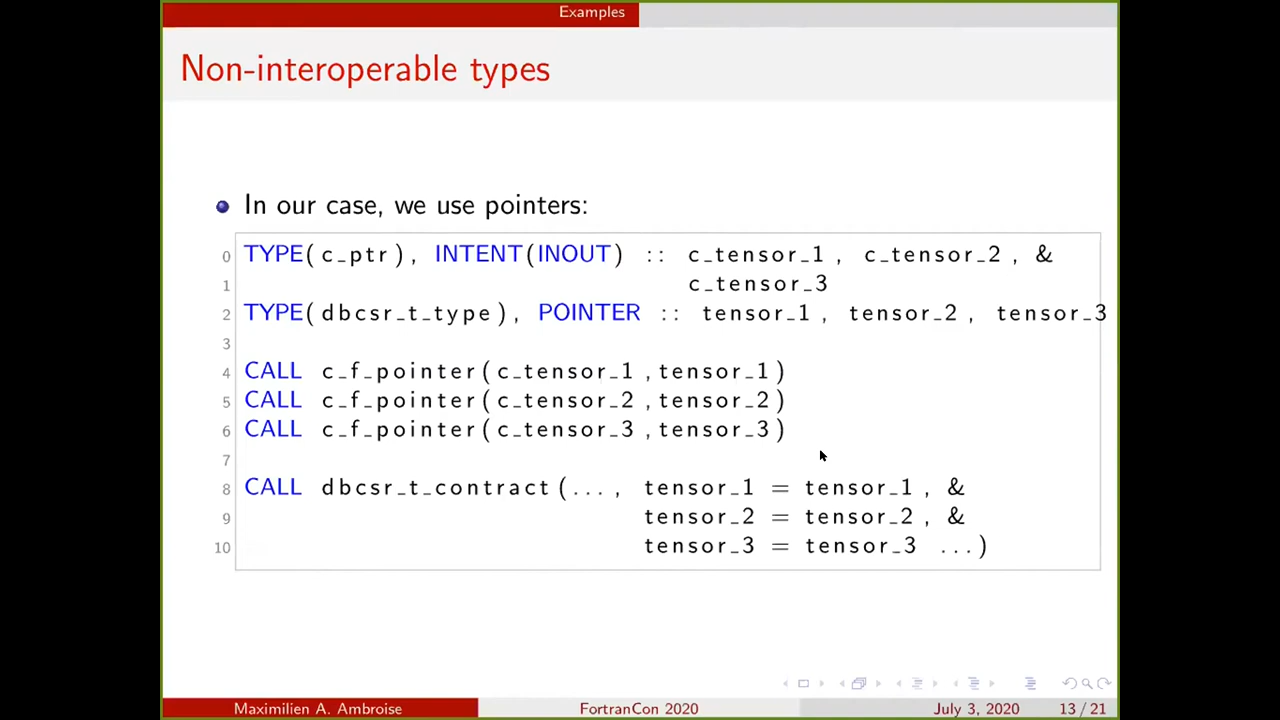 Examples
Non-interoperable types
In our case, we use pointers:
0 TYPE(c_ptr), INTENT(INOUT) :: c_tensor_1, c_tensor_2, &
1 c_tensor_3
2 TYPE(dbcsr_t_type), POINTER :: tensor_1, tensor_2, tensor_3
3
4 CALL c_f_pointer(c_tensor_1,tensor_1)
5 CALL c_f_pointer(c_tensor_2,tensor_2)
6 CALL c_f_pointer(c_tensor_3,tensor_3)
7
8 CALL dbcsr_t_contract(..., tensor_1 = tensor_1, &
9 tensor_2 = tensor_2, &
10 tensor_3 = tensor_3 ...)
Maximilien A. Ambroise FortranCon 2020 July 3, 2020 13 / 21